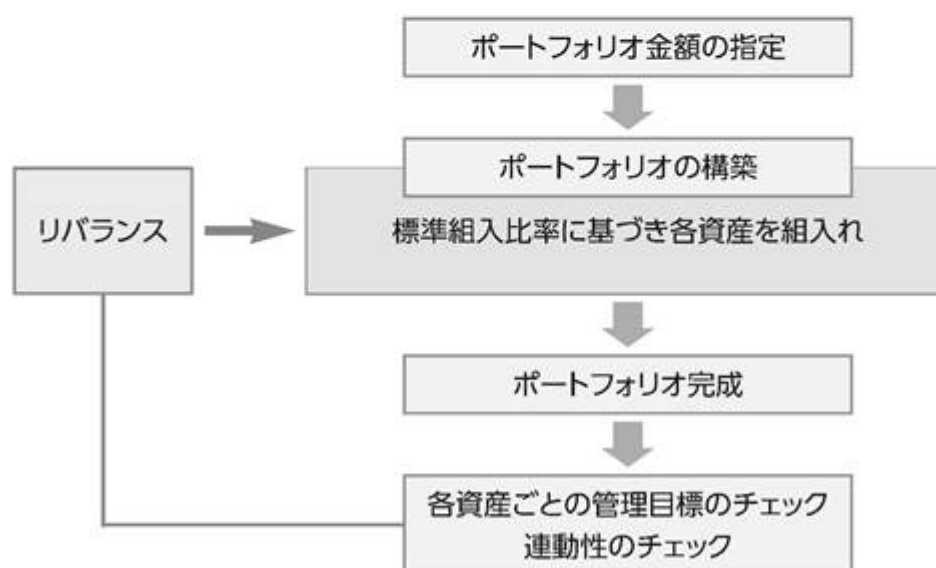 ポートフォリオ金額の指定
ポートフォリオの構築
リバランス
標準組入比率に基づき各資産を組入れ
ポートフォリオ完成
各資産ごとの管理目標のチェック
連動性のチェック